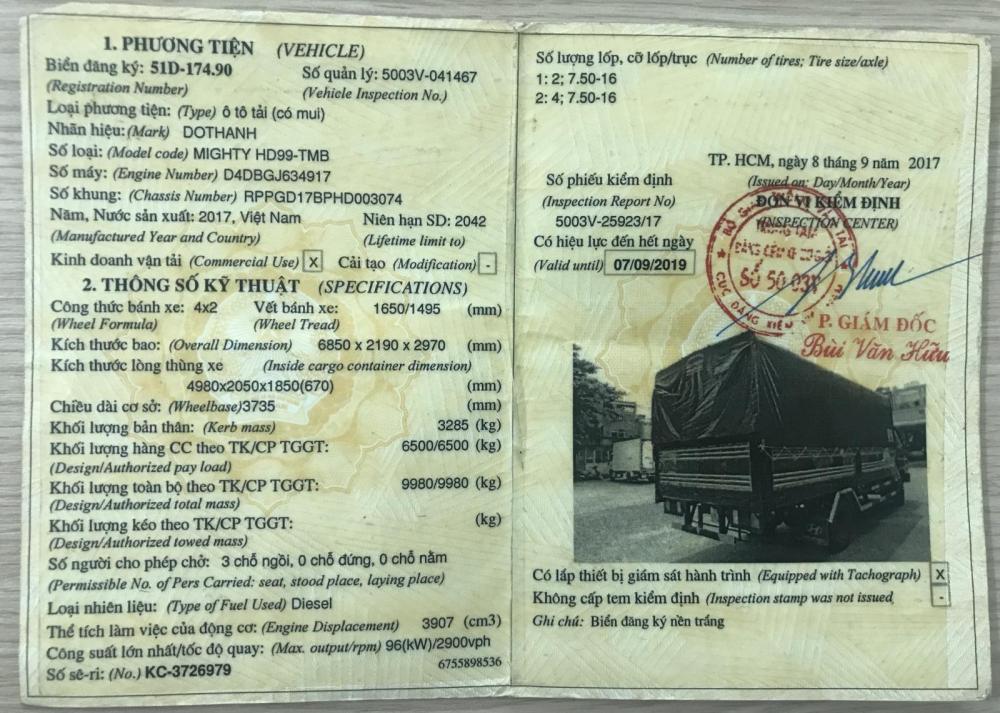 1. PHƯƠNG TIỆN (VEHICLE)
Biển đăng ký: 51D-174.90 Số quản lý: 5003V-041467
(Registration Number) (Vehicle Inspection No.)
Loại phương tiện: (Type) ô tô tải (có mui)
Nhãn hiệu: (Mark) DOTHANH
Số loại: (Model code) MIGHTY HD99-TMB
Số máy: (Engine Number) D4DBGJ634917
Số khung: (Chassis Number) RPPGD17BPHD003074
Năm, Nước sản xuất: 2017, Việt Nam Niên hạn SD: 2042
(Manufactured Year and Country) (Lifetime limit to)
Kinh doanh vận tải (Commercial Use) X Cải tạo (Modification) -
2. THÔNG SỐ KỸ THUẬT (SPECIFICATIONS)
Công thức bánh xe: 4x2 Vết bánh xe: 1650/1495 (mm)
(Wheel Formula) (Wheel Tread)
Kích thước bao: (Overall Dimension) 6850 x 2190 x 2970 (mm)
Kích thước lòng thùng xe (Inside cargo container dimension)
4980x2050x1850(670) (mm)
Chiều dài cơ sở: (Wheelbase) 3735 (mm)
Khối lượng bản thân: (Kerb mass) 3285 (kg)
Khối lượng hàng CC theo TK/CP TGGT: 6500/6500 (kg)
(Design/Authorized pay load)
Khối lượng toàn bộ theo TK/CP TGGT: 9980/9980 (kg)
(Design/Authorized total mass)
Khối lượng kéo theo TK/CP TGGT: (kg)
(Design/Authorized towed mass)
Số người cho phép chở: 3 chỗ ngồi, 0 chỗ đứng, 0 chỗ nằm
(Permissible No. of Pers Carried: seat, stood place, laying place)
Loại nhiên liệu: (Type of Fuel Used) Diesel
Thể tích làm việc của động cơ: (Engine Displacement) 3907 (cm3)
Công suất lớn nhất/tốc độ quay: (Max. output/rpm) 96(kW)/2900vph
6755898536
Số sê-ri: (No.) KC-3726979
Số lượng lốp, cỡ lốp/trục (Number of tires; Tire size/axle)
1: 2; 7.50-16
2: 4; 7.50-16
TP. HCM, ngày 8 tháng 9 năm 2017
(Issued on: Day/Month/Year)
Số phiếu kiểm định ĐƠN VỊ KIỂM ĐỊNH
(Inspection Report No) (INSPECTION CENTER)
5003V-25923/17
Có hiệu lực đến hết ngày
(Valid until) 07/09/2019
P. GIÁM ĐỐC
Bùi Văn Hữu
Có lắp thiết bị giám sát hành trình (Equipped with Tachograph) X
Không cấp tem kiểm định (Inspection stamp was not issued -
Ghi chú: Biển đăng ký nền trắng